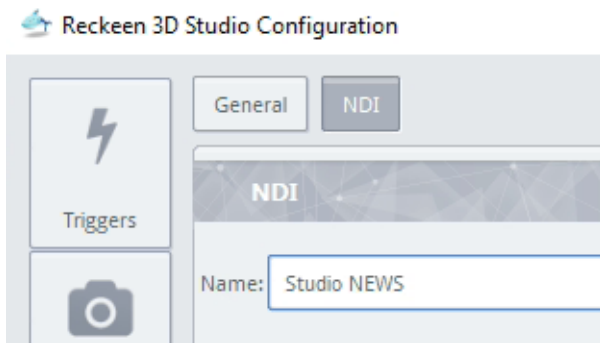 Reckeen 3D Studio Configuration
General
NDI
Triggers
NDI
Name:
Studio NEWS